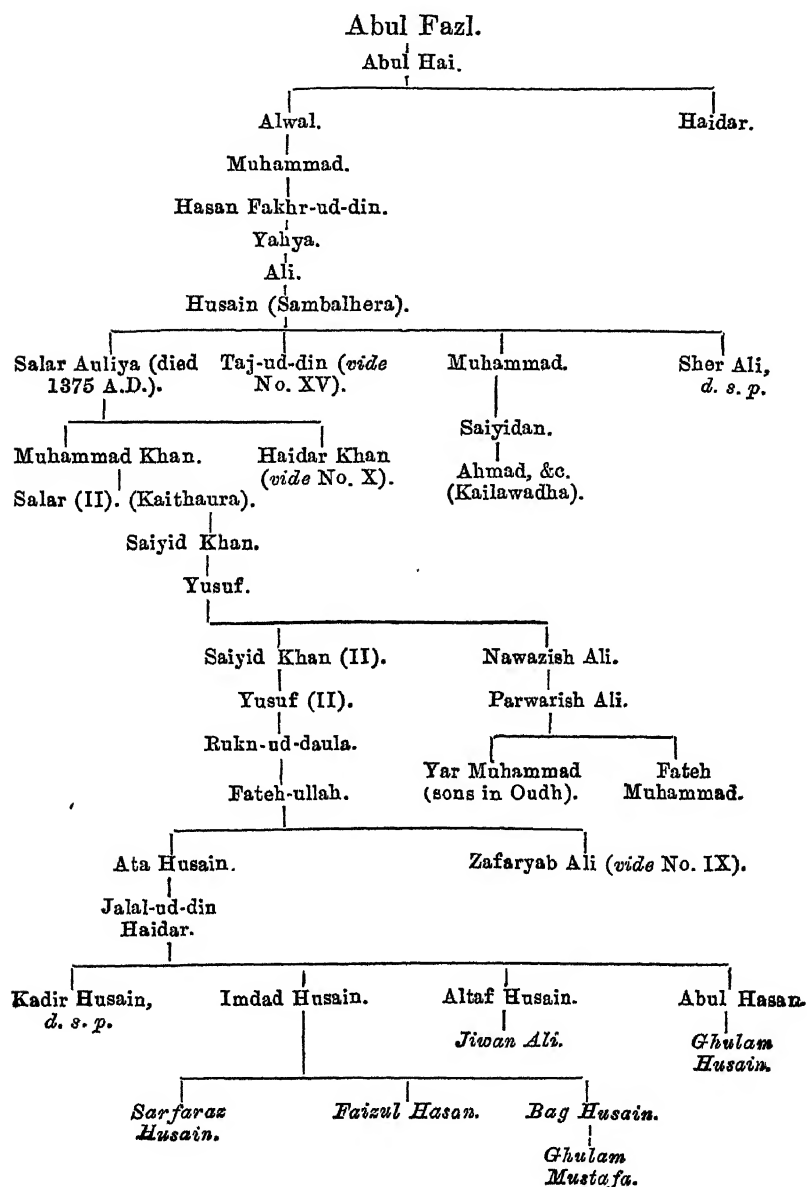 Abul Fazl.
Abul Hai.
Alwal. Haidar.
Muhammad.
Hasan Fakhr-ud-din.
Yahya.
Ali.
Husain (Sambalhera).
Salar Auliya (died Taj-ud-din (vide Muhammad. Sher Ali,
1375 A.D.). No. XV). d. s. p.
Saiyidan.
Muhammad Khan. Haidar Khan Ahmad, &c.
(vide No. X). (Kailawadha).
Salar (II). (Kaithaura).
Saiyid Khan.
Yusuf.
Saiyid Khan (II). Nawazish Ali.
Yusuf (II). Parwarish Ali.
Rukn-ud-daula.
Yar Muhammad Fateh
Fateh-ullah. (sons in Oudh). Muhammad.
Ata Husain. Zafaryab Ali (vide No. IX).
Jalal-ud-din
Haidar.
Kadir Husain, Imdad Husain. Altaf Husain. Abul Hasan.
d. s. p.
Jiwan Ali. Ghulam
Husain.
Sarfaraz Faizul Hasan. Bag Husain.
Husain.
Ghulam
Mustafa.